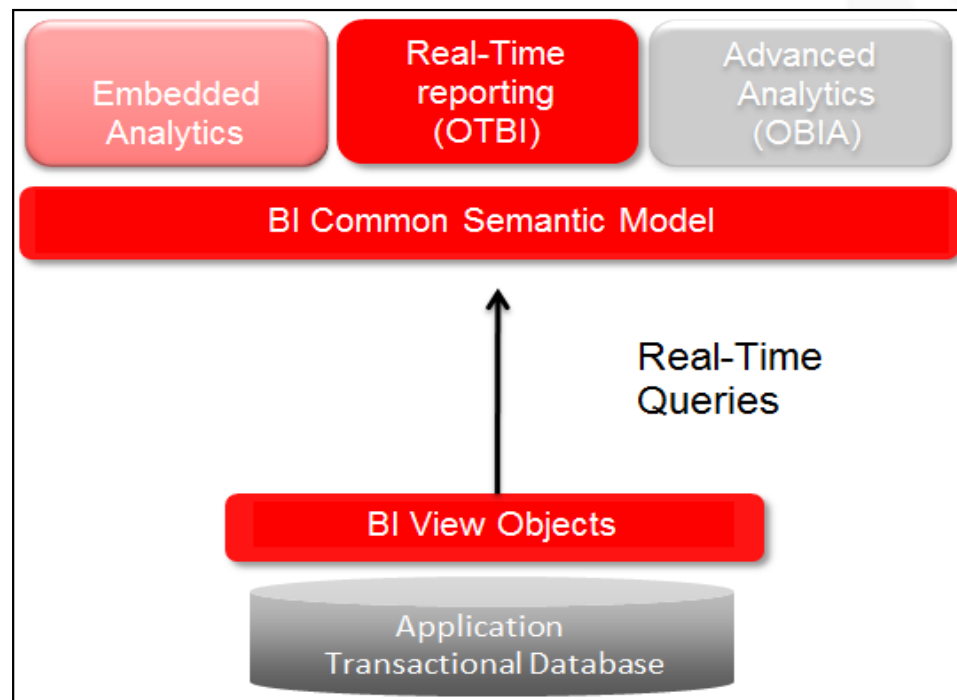 Embedded
Analytics
Real-Time
reporting
(OTBI)
Advanced
Analytics
(OBIA)
BI Common Semantic Model
Real-Time
Queries
BI View Objects
Application
Transactional Database